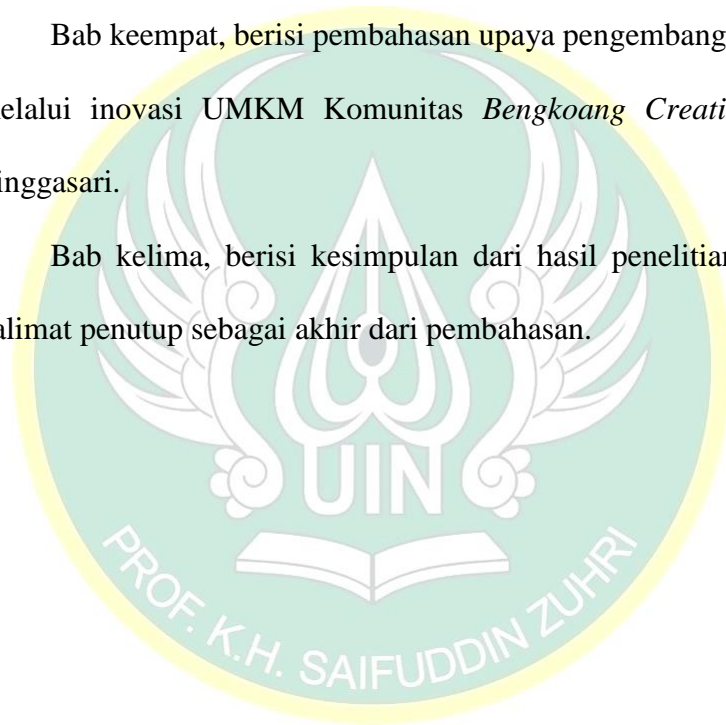 Bab keempat, berisi pembahasan upaya pengembang
elalui inovasi UMKM Komunitas Bengkoang Creati
inggasari.
Bab kelima, berisi kesimpulan dari hasil penelitian
alimat penutup sebagai akhir dari pembahasan.
UIN
PROF. K.H. SAIFUDDIN ZUHRI